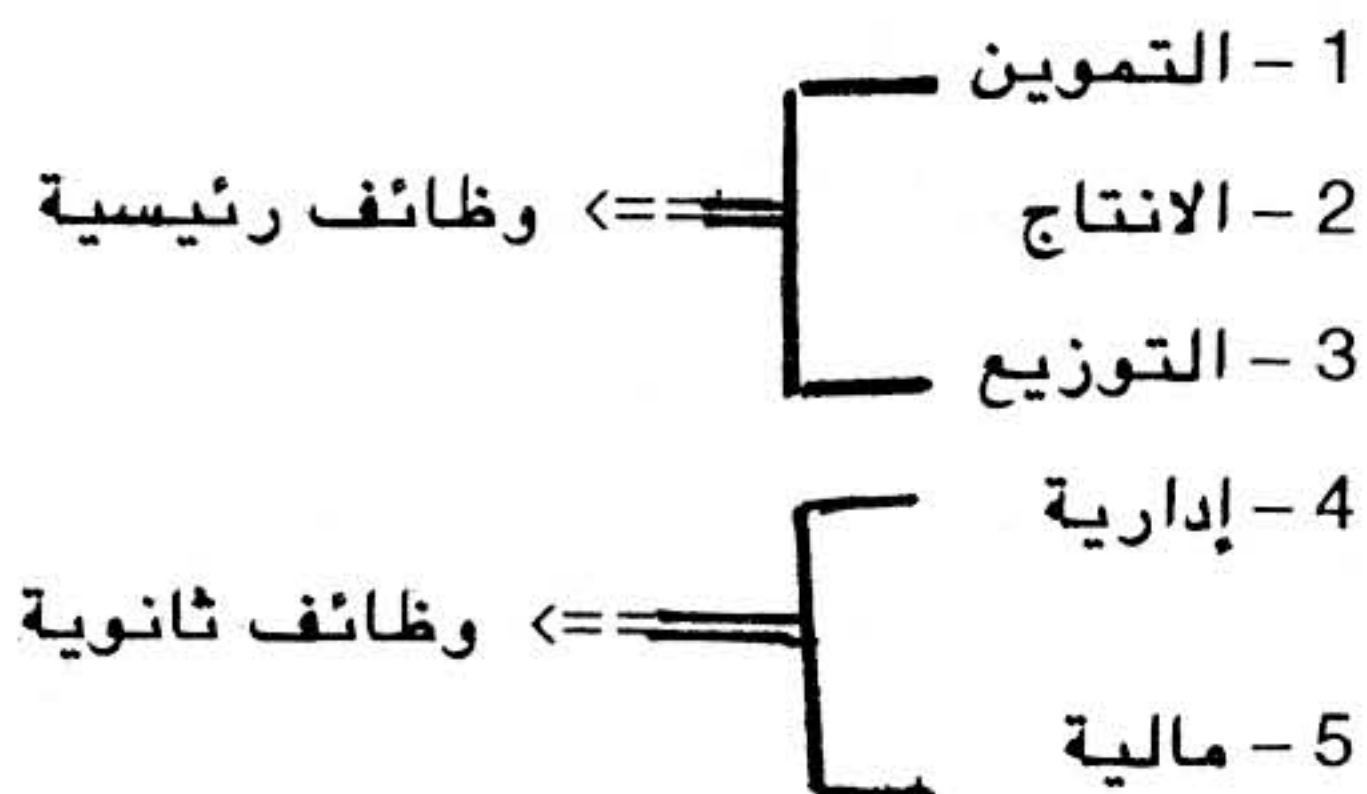 1 – التموين
2 – الانتاج
==> وظائف رئيسية
3 – التوزيع
4 – إدارية
==> وظائف ثانوية
5 – مالية